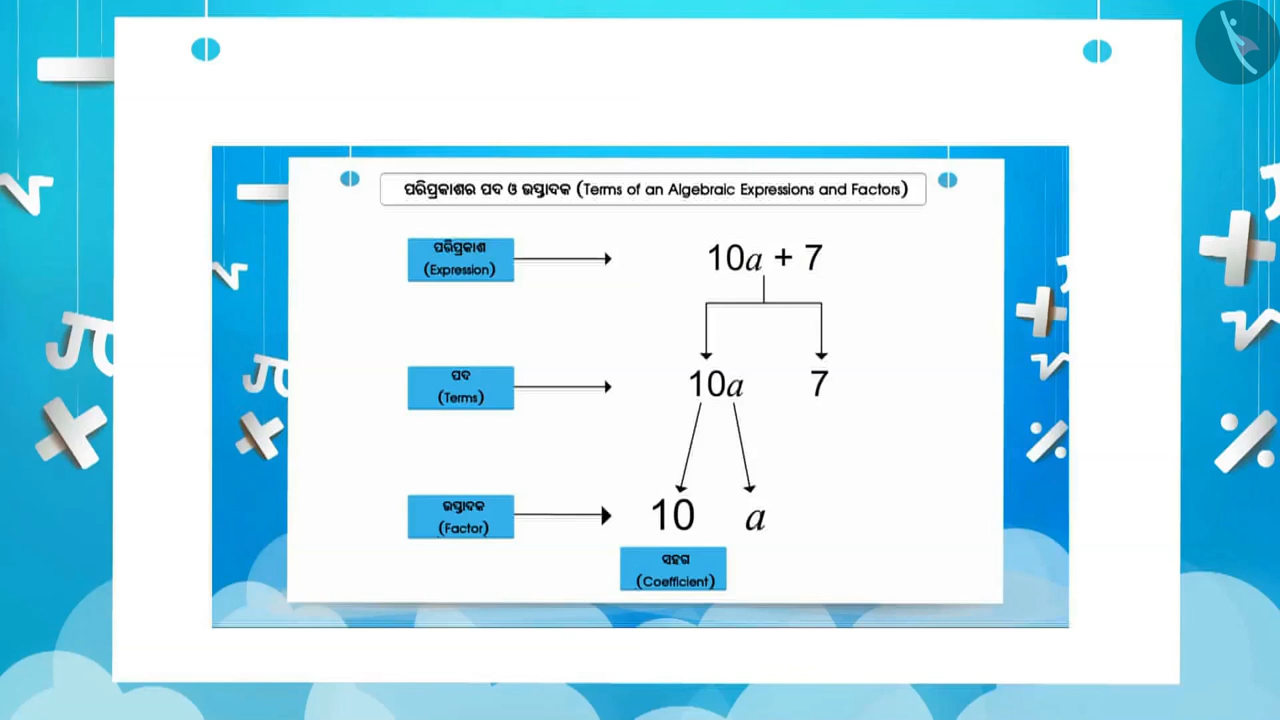 ପରିପ୍ରକାଶର ପଦ ଓ ଉତ୍ପାଦକ (Terms of an Algebraic Expressions and Factors)
ପରିପ୍ରକାଶ
(Expression)
10a + 7
ପଦ
(Terms)
10a 7
ଉତ୍ପାଦକ
(Factor)
10 a
ସହଗ
(Coefficient)